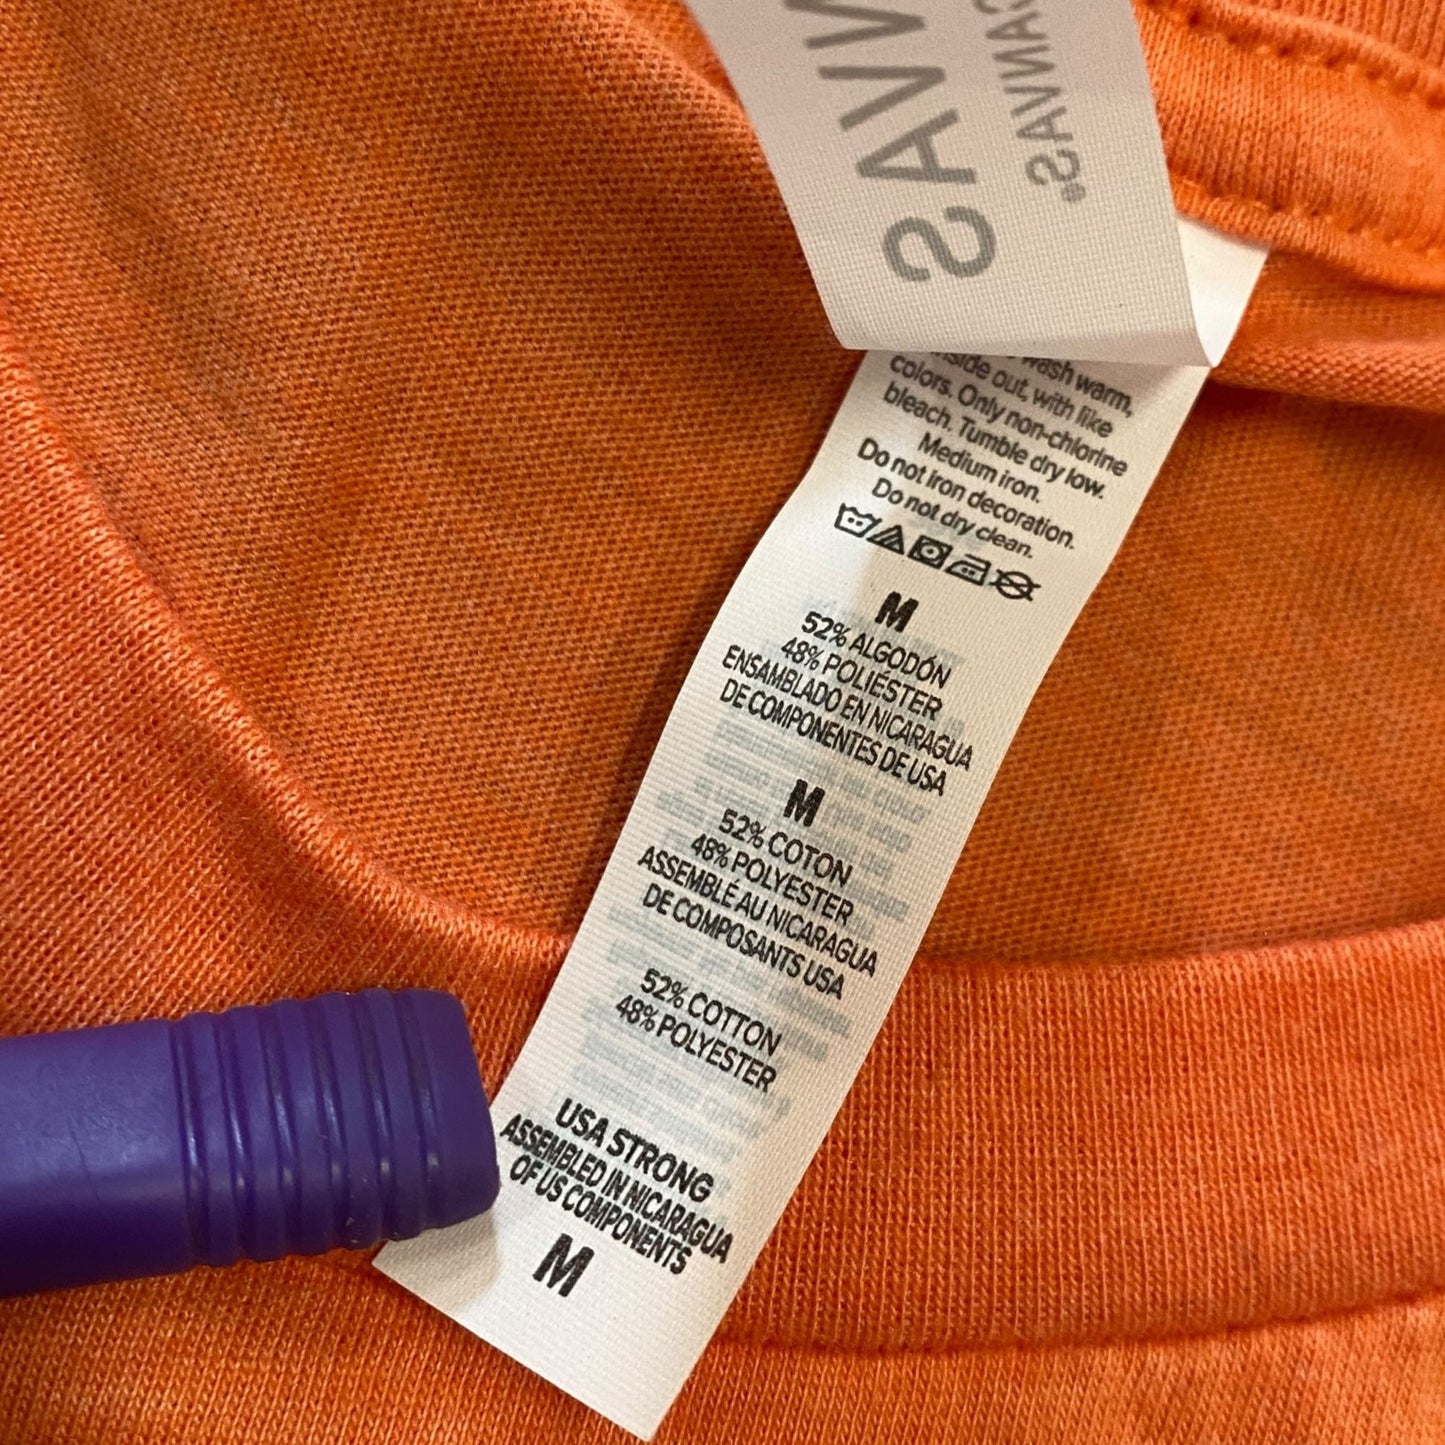 SAVN
SAVVAS
wash warm,
inside out, with like
colors. Only non-chlorine
bleach. Tumble dry low.
Medium iron.
Do not iron decoration.
Do not dry clean.
M
52% ALGODÓN
48% POLIÉSTER
ENSAMBLADO EN NICARAGUA
DE COMPONENTES DE USA
M
52% COTON
48% POLYESTER
ASSEMBLÉ AU NICARAGUA
DE COMPOSANTS USA
52% COTTON
48% POLYESTER
USA STRONG
ASSEMBLED IN NICARAGUA
OF US COMPONENTS
M